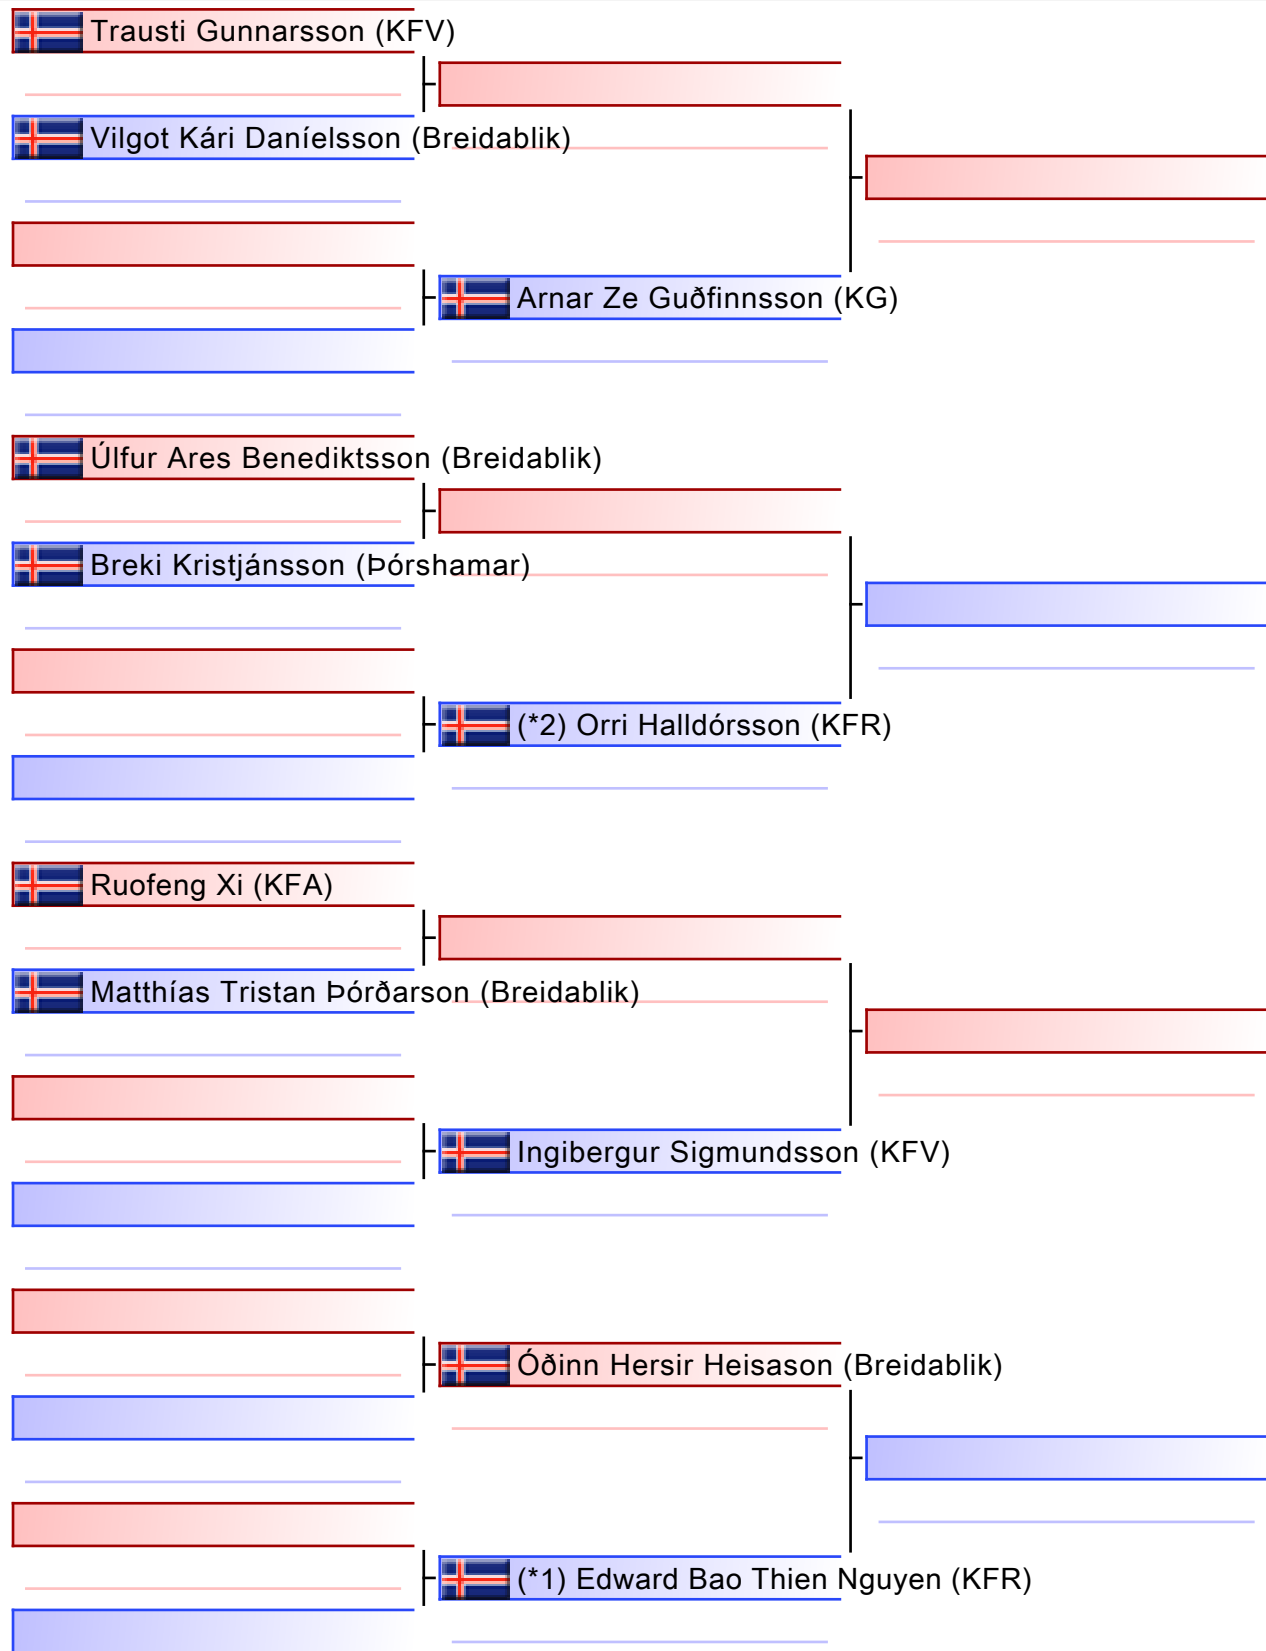 Trausti Gunnarsson (KFV)
Vilgot Kári Daníelsson (Breidablik)
Arnar Ze Guðfinnsson (KG)
Úlfur Ares Benediktsson (Breidablik)
Breki Kristjánsson (Þórshamar)
(*2) Orri Halldórsson (KFR)
Ruofeng Xi (KFA)
Matthías Tristan Þórðarson (Breidablik)
Ingibergur Sigmundsson (KFV)
Óðinn Hersir Heisason (Breidablik)
(*1) Edward Bao Thien Nguyen (KFR)